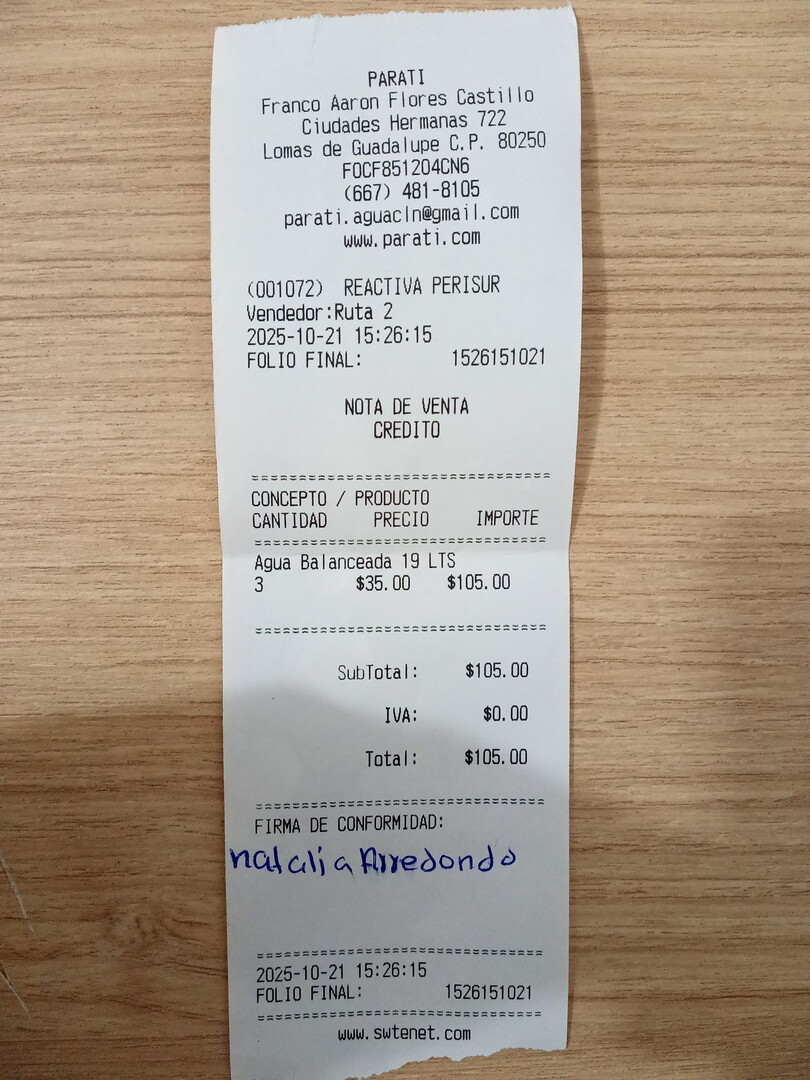 PARATI
Franco Aaron Flores Castillo
Ciudades Hermanas 722
Lomas de Guadalupe C.P. 80250
FOCF851204CN6
(667) 481-8105
parati.aguacln@gmail.com
www.parati.com
(001072) REACTIVA PERISUR
Vendedor:Ruta 2
2025-10-21 15:26:15
FOLIO FINAL: 1526151021
NOTA DE VENTA
CREDITO
================================
CONCEPTO / PRODUCTO
CANTIDAD PRECIO IMPORTE
================================
Agua Balanceada 19 LTS
3 $35.00 $105.00
================================
SubTotal: $105.00
IVA: $0.00
Total: $105.00
================================
FIRMA DE CONFORMIDAD:
natalia Arredondo
================================
2025-10-21 15:26:15
FOLIO FINAL: 1526151021
================================
www.swtenet.com